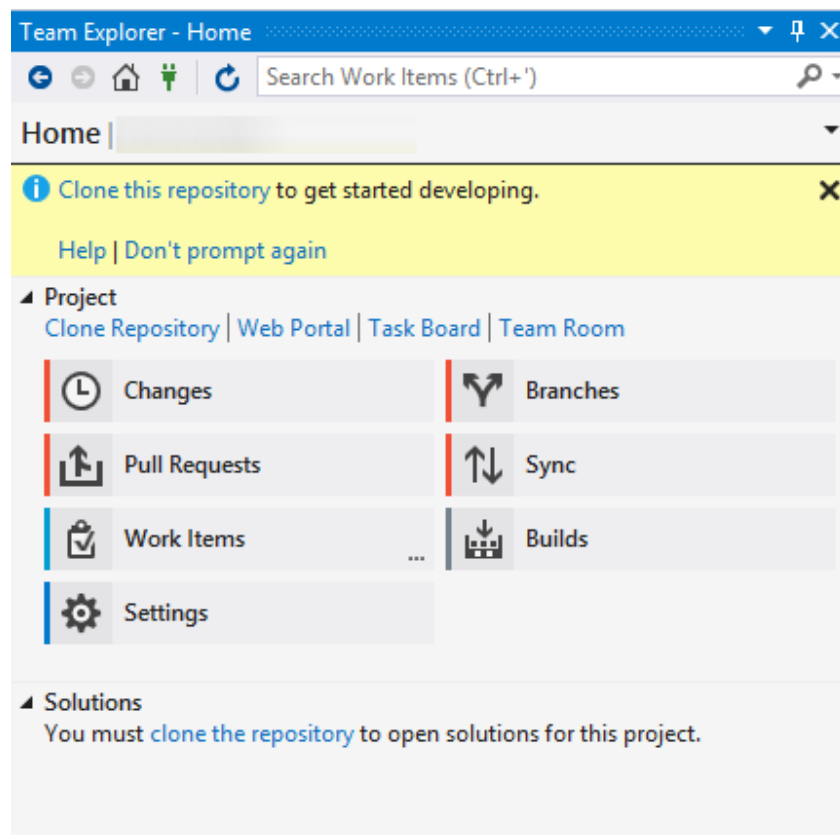 Team Explorer - Home
Search Work Items (Ctrl+')
Home |
Clone this repository to get started developing.
Help | Don't prompt again
Project
Clone Repository | Web Portal | Task Board | Team Room
Changes
Branches
Pull Requests
Sync
Work Items
...
Builds
Settings
Solutions
You must clone the repository to open solutions for this project.